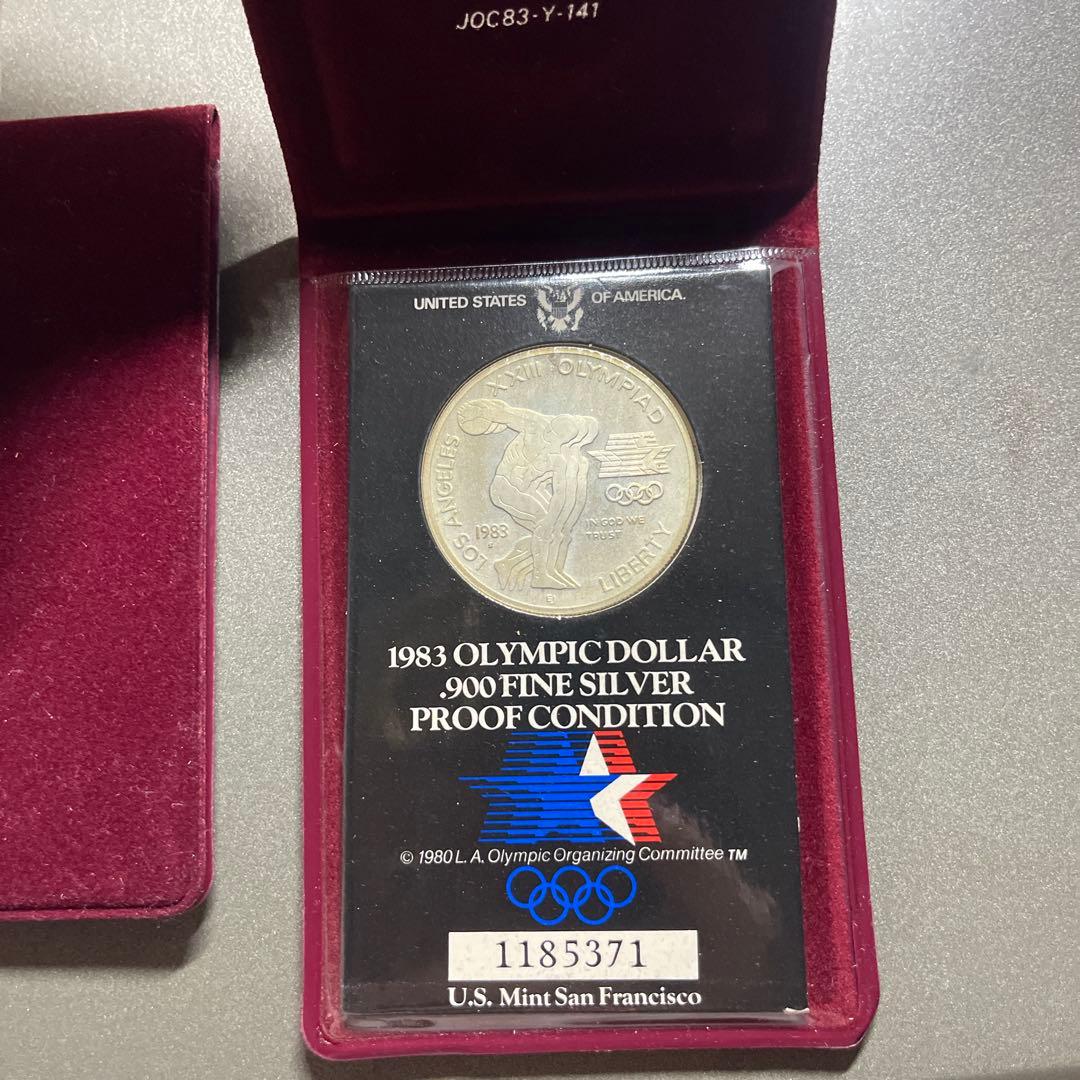 JOC83-Y-141
UNITED STATES OF AMERICA.
XXIII OLYMPIAD
LOS ANGELES
1983
S
IN GOD WE
TRUST
LIBERTY
1983 OLYMPIC DOLLAR
.900 FINE SILVER
PROOF CONDITION
© 1980 L. A. Olympic Organizing Committee TM
1185371
U.S. Mint San Francisco